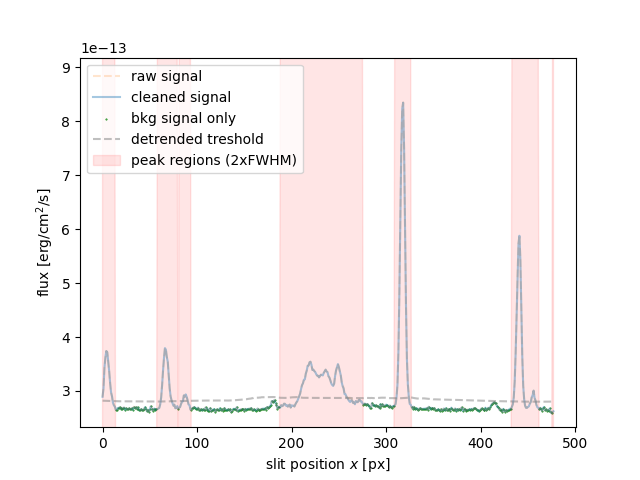 1e−13
9
8
7
6
5
4
3
flux [erg/cm²/s]
raw signal
cleaned signal
bkg signal only
detrended treshold
peak regions (2xFWHM)
0 100 200 300 400 500
slit position x [px]